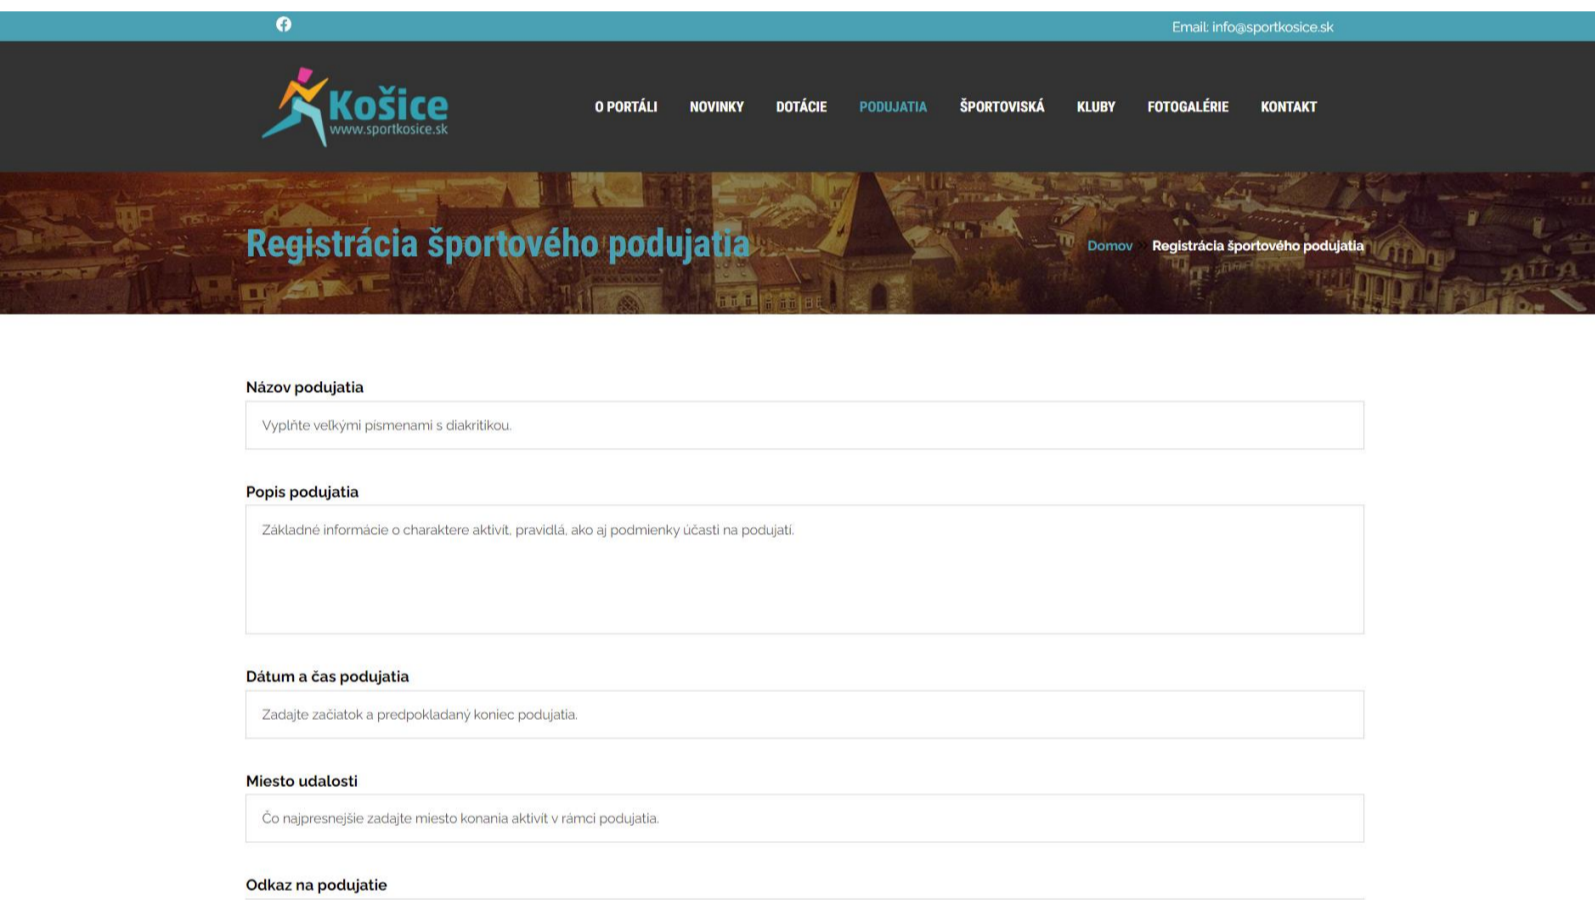 Email: info@sportkosice.sk
Košice
www.sportkosice.sk
O PORTÁLI NOVINKY DOTÁCIE PODUJATIA ŠPORTOVISKÁ KLUBY FOTOGALÉRIE KONTAKT
Registrácia športového podujatia
Domov » Registrácia športového podujatia
Názov podujatia
Vyplňte veľkými písmenami s diakritikou.
Popis podujatia
Základné informácie o charaktere aktivít, pravidlá, ako aj podmienky účasti na podujatí.
Dátum a čas podujatia
Zadajte začiatok a predpokladaný koniec podujatia.
Miesto udalosti
Čo najpresnejšie zadajte miesto konania aktivít v rámci podujatia.
Odkaz na podujatie